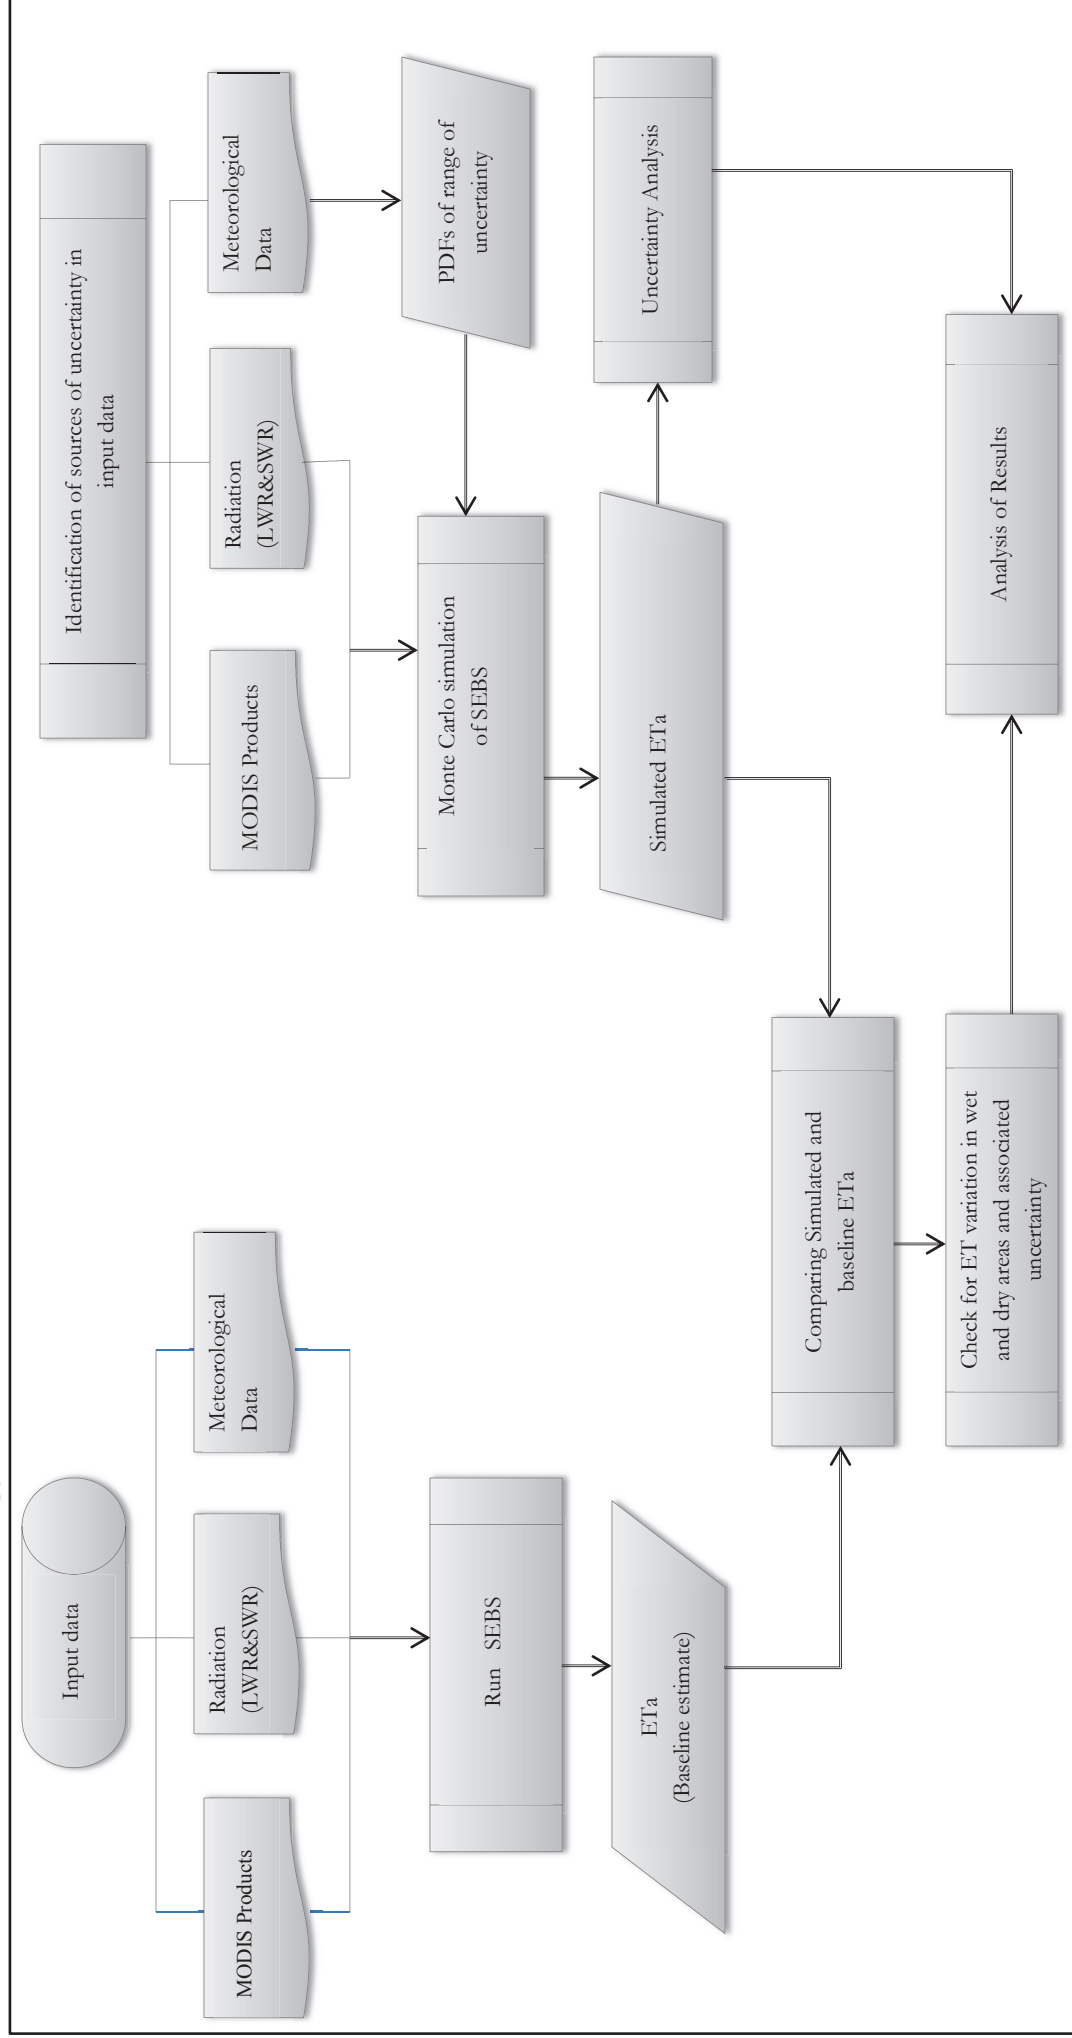 Input data
MODIS Products
Radiation
(LWR&SWR)
Meteorological
Data
Run SEBS
ETa
(Baseline estimate)
Identification of sources of uncertainty in
input data
MODIS Products
Radiation
(LWR&SWR)
Meteorological
Data
PDFs of range of
uncertainty
Monte Carlo simulation
of SEBS
Simulated ETa
Uncertainty Analysis
Comparing Simulated and
baseline ETa
Check for ET variation in wet
and dry areas and associated
uncertainty
Analysis of Results